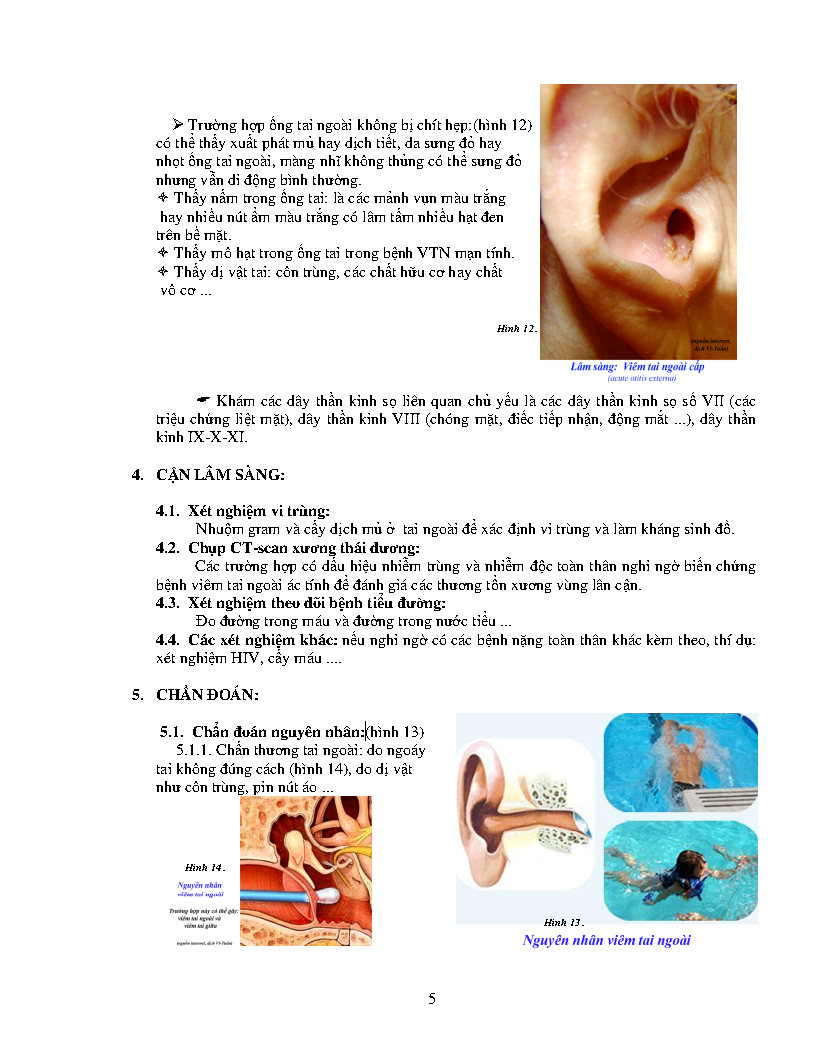 ➢ Trường hợp ống tai ngoài không bị chít hẹp:(hình 12)
có thể thấy xuất phát mủ hay dịch tiết, da sưng đỏ hay
nhọt ống tai ngoài, màng nhĩ không thủng có thể sưng đỏ
nhưng vẫn di động bình thường.
✧ Thấy nấm trong ống tai: là các mảnh vụn màu trắng
hay nhiều nút ẩm màu trắng có lấm tấm nhiều hạt đen
trên bề mặt.
✧ Thấy mô hạt trong ống tai trong bệnh VTN mạn tính.
✧ Thấy dị vật tai: côn trùng, các chất hữu cơ hay chất
vô cơ ...
Hình 12.
(nguồn internet,
dịch Vi-Tuấn)
Lâm sàng: Viêm tai ngoài cấp
(acute otitis externa)
☛ Khám các dây thần kinh sọ liên quan chủ yếu là các dây thần kinh sọ số VII (các
triệu chứng liệt mặt), dây thần kinh VIII (chóng mặt, điếc tiếp nhận, động mắt ...), dây thần
kinh IX-X-XI.
4. CẬN LÂM SÀNG:
4.1. Xét nghiệm vi trùng:
Nhuộm gram và cấy dịch mủ ở tai ngoài để xác định vi trùng và làm kháng sinh đồ.
4.2. Chụp CT-scan xương thái dương:
Các trường hợp có dấu hiệu nhiễm trùng và nhiễm độc toàn thân nghi ngờ biến chứng
bệnh viêm tai ngoài ác tính để đánh giá các thương tổn xương vùng lân cận.
4.3. Xét nghiệm theo dõi bệnh tiểu đường:
Đo đường trong máu và đường trong nước tiểu ...
4.4. Các xét nghiệm khác: nếu nghi ngờ có các bệnh nặng toàn thân khác kèm theo, thí dụ:
xét nghiệm HIV, cấy máu ....
5. CHẨN ĐOÁN:
5.1. Chẩn đoán nguyên nhân:(hình 13)
5.1.1. Chấn thương tai ngoài: do ngoáy
tai không đúng cách (hình 14), do dị vật
như côn trùng, pin nút áo ...
Hình 14.
Nguyên nhân
viêm tai ngoài
Trường hợp này có thể gây:
viêm tai ngoài và
viêm tai giữa
(nguồn internet, dịch Vi-Tuấn)
Hình 13.
Nguyên nhân viêm tai ngoài
5